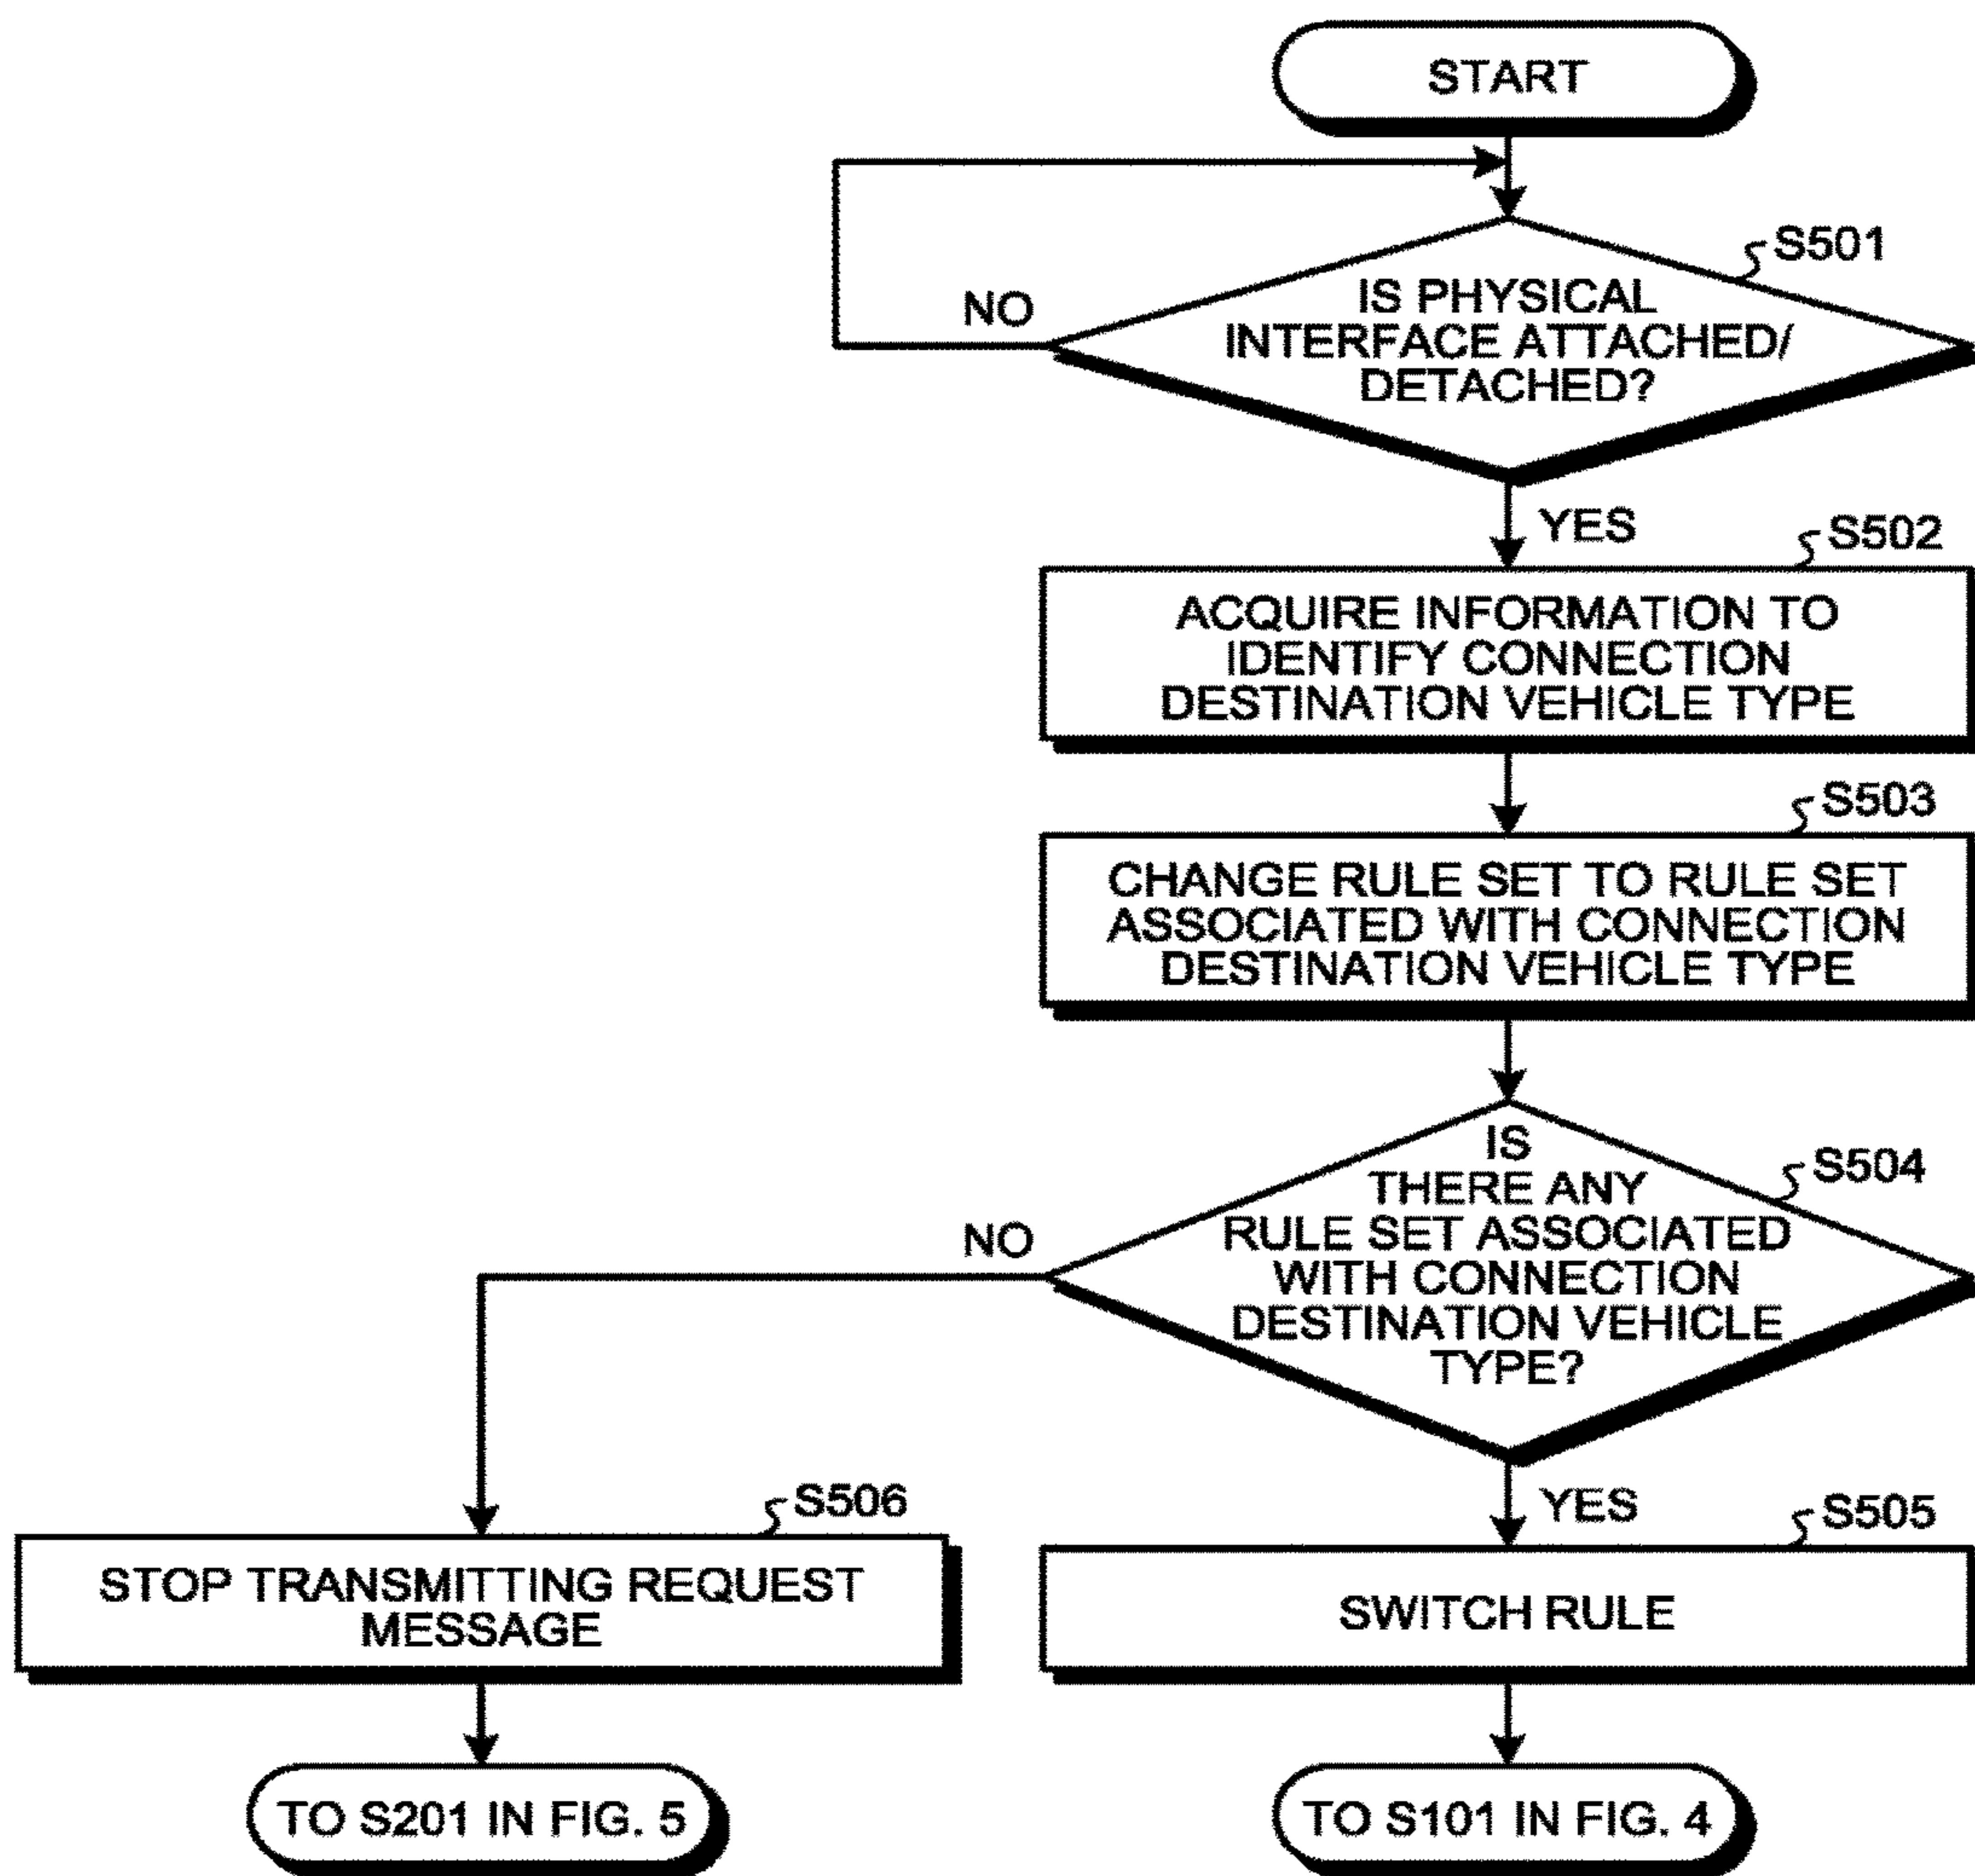 START
S501
NO
IS PHYSICAL
INTERFACE ATTACHED/
DETACHED?
YES
S502
ACQUIRE INFORMATION TO
IDENTIFY CONNECTION
DESTINATION VEHICLE TYPE
S503
CHANGE RULE SET TO RULE SET
ASSOCIATED WITH CONNECTION
DESTINATION VEHICLE TYPE
S504
NO
IS
THERE ANY
RULE SET ASSOCIATED
WITH CONNECTION
DESTINATION VEHICLE
TYPE?
YES
S506
STOP TRANSMITTING REQUEST
MESSAGE
S505
SWITCH RULE
TO S201 IN FIG. 5
TO S101 IN FIG. 4